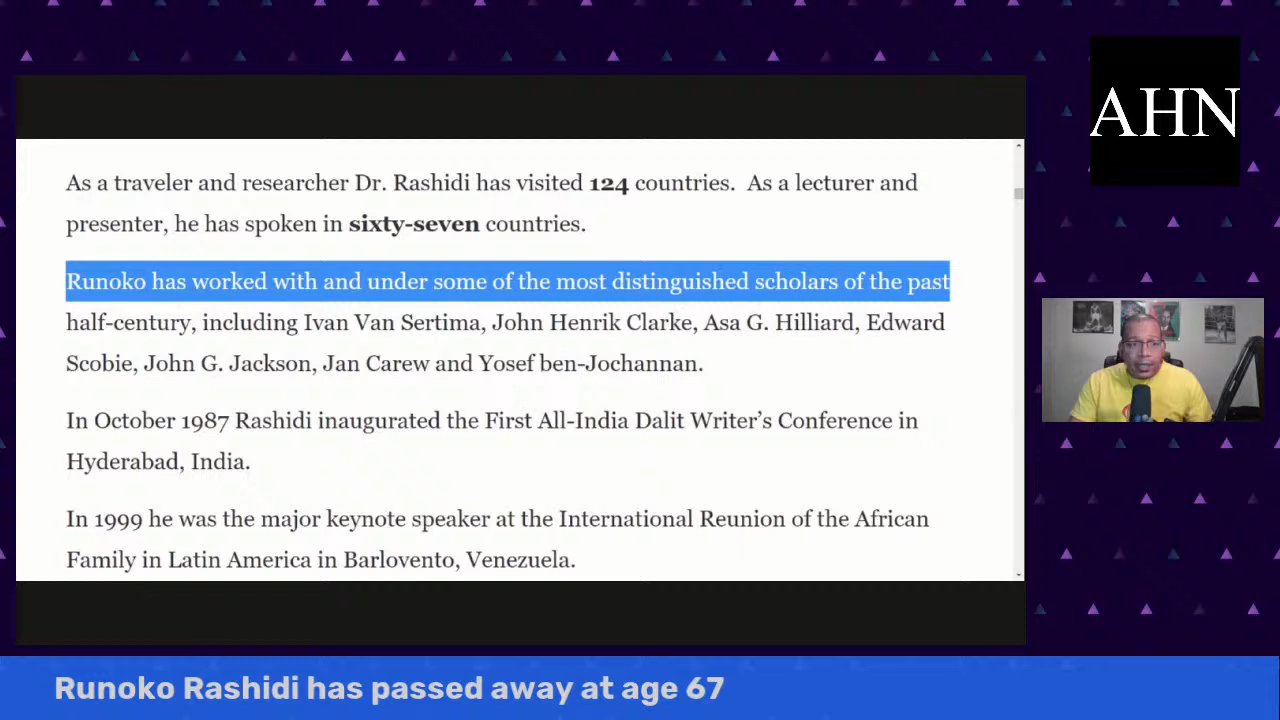 AHN
As a traveler and researcher Dr. Rashidi has visited 124 countries.  As a lecturer and
presenter, he has spoken in sixty-seven countries.
Runoko has worked with and under some of the most distinguished scholars of the past
half-century, including Ivan Van Sertima, John Henrik Clarke, Asa G. Hilliard, Edward
Scobie, John G. Jackson, Jan Carew and Yosef ben-Jochannan.
In October 1987 Rashidi inaugurated the First All-India Dalit Writer’s Conference in
Hyderabad, India.
In 1999 he was the major keynote speaker at the International Reunion of the African
Family in Latin America in Barlovento, Venezuela.
Runoko Rashidi has passed away at age 67